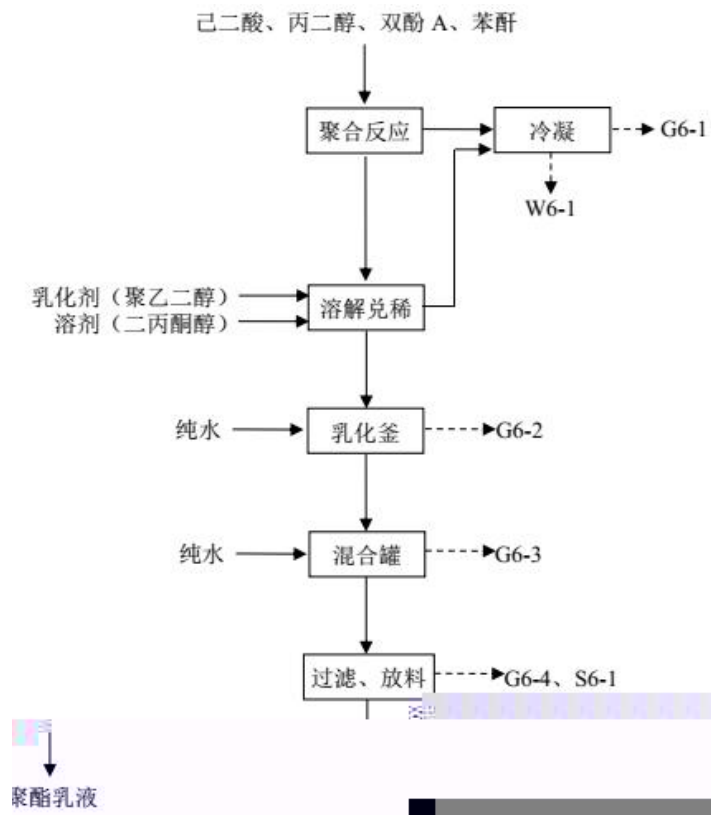 己二酸、丙二醇、双酚 A、苯酐
聚合反应
冷凝
G6-1
W6-1
乳化剂（聚乙二醇）
溶剂（二丙酮醇）
溶解兑稀
纯水
乳化釜
G6-2
纯水
混合罐
G6-3
过滤、放料
G6-4、S6-1
聚酯乳液